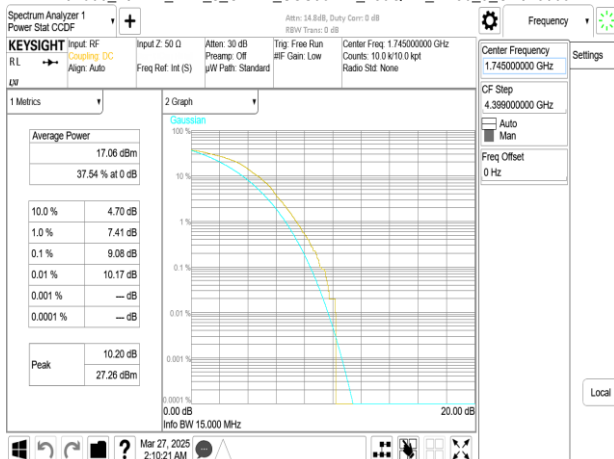 Spectrum Analyzer 1
Power Stat CCDF
Attn: 14.8dB, Duty Corr: 0 dB
RBW Trans: 0 dB
Frequency
KEYSIGHT
RL
LXI
Input: RF
Coupling: DC
Align: Auto
Input Z: 50 Ω
Freq Ref: Int (S)
Atten: 30 dB
Preamp: Off
µW Path: Standard
Trig: Free Run
#IF Gain: Low
Center Freq: 1.745000000 GHz
Counts: 10.0 k/10.0 kpt
Radio Std: None
Center Frequency
1.745000000 GHz
Settings
CF Step
4.399000000 GHz
Auto
Man
Freq Offset
0 Hz
Local
1 Metrics
Average Power
17.06 dBm
37.54 % at 0 dB
10.0 % 4.70 dB
1.0 % 7.41 dB
0.1 % 9.08 dB
0.01 % 10.17 dB
0.001 % — dB
0.0001 % — dB
Peak
10.20 dB
27.26 dBm
2 Graph
Gaussian
100 %
10 %
1 %
0.1 %
0.01 %
0.001 %
0.0001 %
0.00 dB 20.00 dB
Info BW 15.000 MHz
?
Mar 27, 2025
2:10:21 AM